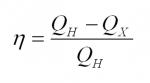 η = (Q_H − Q_X) / Q_H